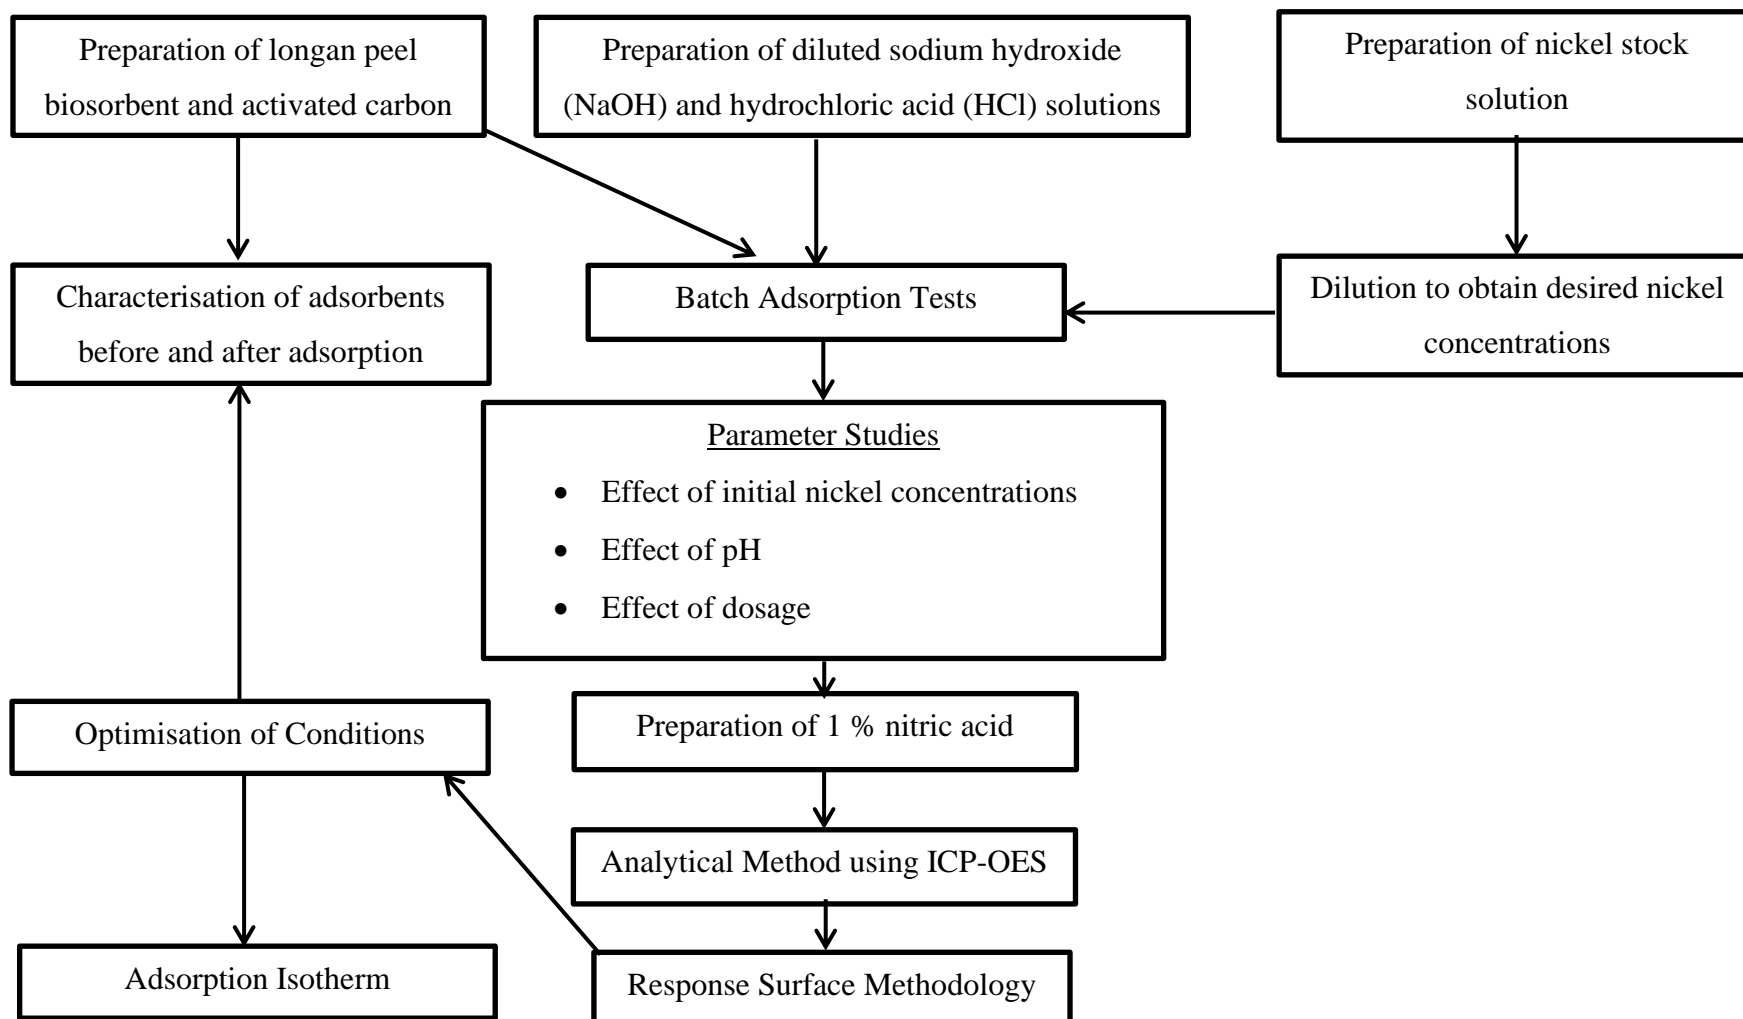 Preparation of longan peel
biosorbent and activated carbon
Preparation of diluted sodium hydroxide
(NaOH) and hydrochloric acid (HCl) solutions
Preparation of nickel stock
solution
Characterisation of adsorbents
before and after adsorption
Batch Adsorption Tests
Dilution to obtain desired nickel
concentrations
Parameter Studies
• Effect of initial nickel concentrations
• Effect of pH
• Effect of dosage
Optimisation of Conditions
Preparation of 1 % nitric acid
Analytical Method using ICP-OES
Adsorption Isotherm
Response Surface Methodology